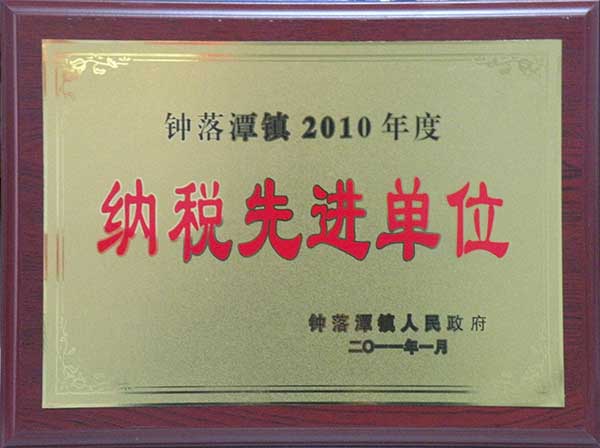 钟落潭镇2010年度
纳税先进单位
钟落潭镇人民政府
二〇一一年一月